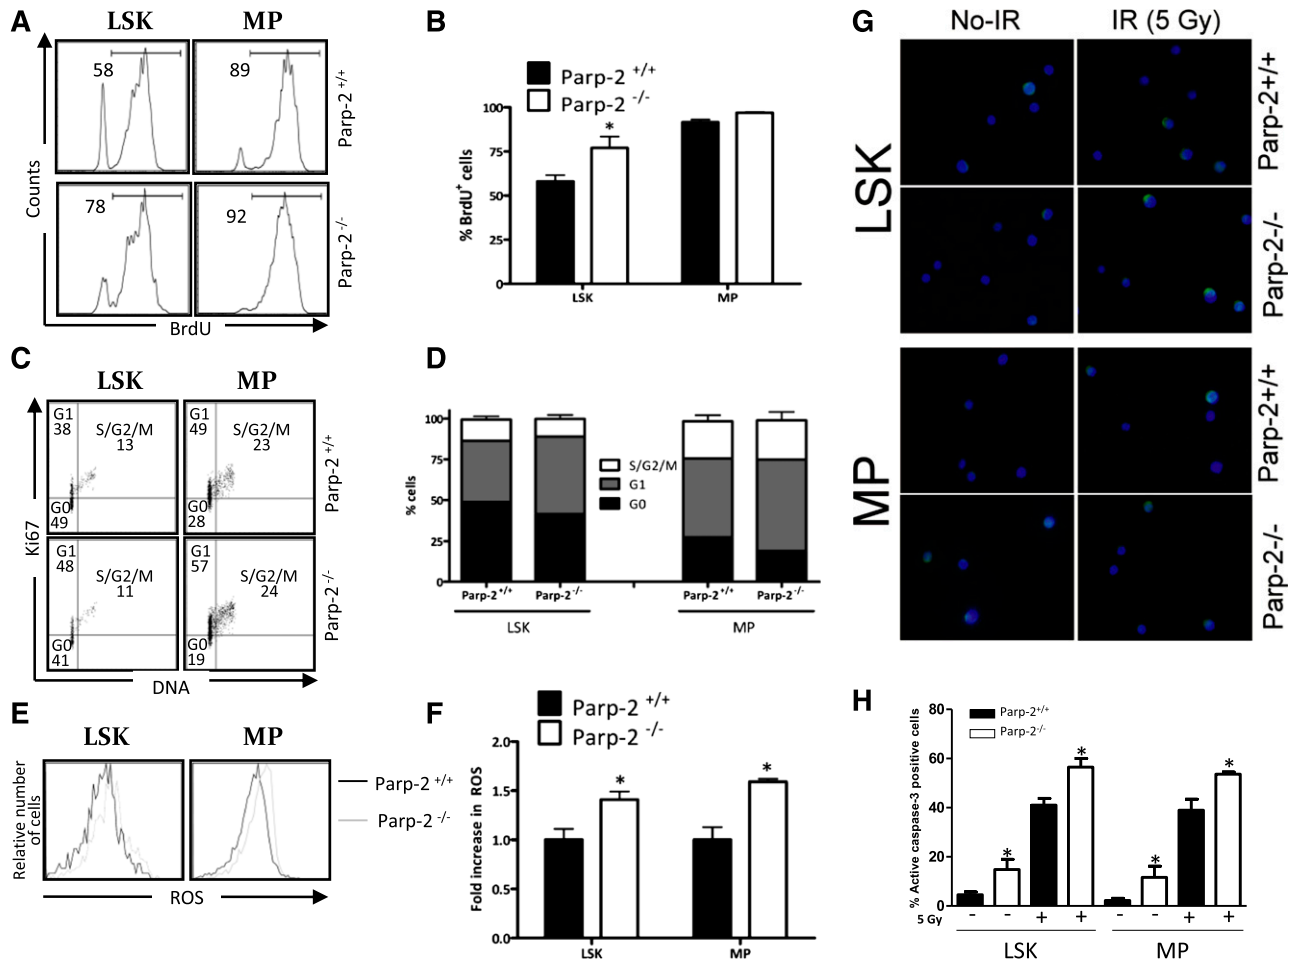 A
LSK
MP
58
89
Parp-2 +/+
78
92
Parp-2 -/-
Counts
BrdU
B
Parp-2 +/+
Parp-2 -/-
100
75
50
25
0
% BrdU+ cells
*
LSK
MP
C
LSK
MP
G1
38
S/G2/M
13
G0
49
G1
49
S/G2/M
23
G0
28
Parp-2 +/+
G1
48
S/G2/M
11
G0
41
G1
57
S/G2/M
24
G0
19
Parp-2 -/-
Ki67
DNA
D
100
75
50
25
0
% cells
S/G2/M
G1
G0
Parp-2 +/+
Parp-2 -/-
Parp-2 +/+
Parp-2 -/-
LSK
MP
E
LSK
MP
Relative number
of cells
ROS
Parp-2 +/+
Parp-2 -/-
F
Parp-2 +/+
Parp-2 -/-
2.0
1.5
1.0
0.5
0.0
Fold increase in ROS
*
*
LSK
MP
G
No-IR
IR (5 Gy)
LSK
Parp-2+/+
Parp-2-/-
MP
Parp-2+/+
Parp-2-/-
H
Parp-2+/+
Parp-2-/-
80
60
40
20
0
% Active caspase-3 positive cells
*
*
*
*
5 Gy - - + + - - + +
LSK
MP